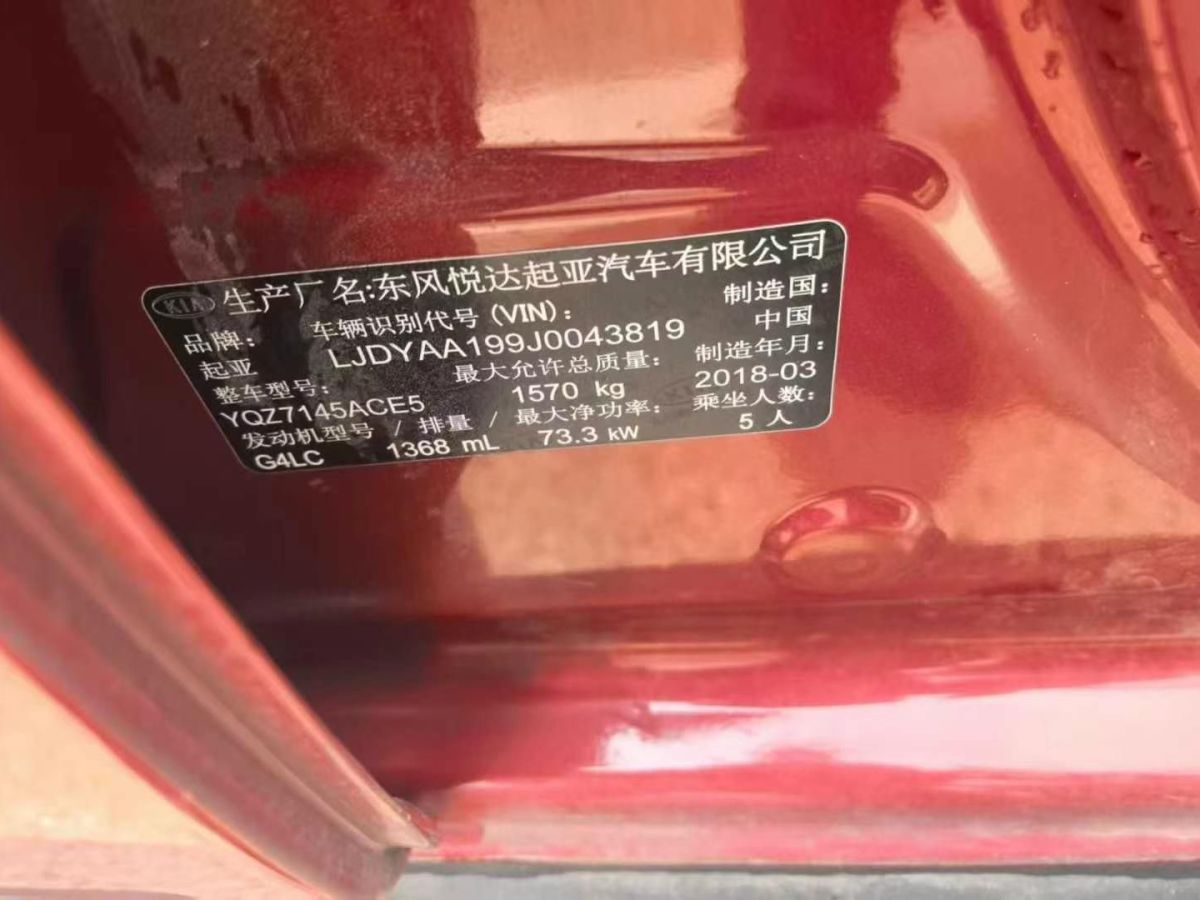 KIA 生产厂名:东风悦达起亚汽车有限公司
品牌: 车辆识别代号(VIN): 制造国:
起亚 LJDYAA199J0043819 中国
整车型号: 最大允许总质量: 制造年月:
YQZ7145ACE5 1570 kg 2018-03
发动机型号 / 排量 / 最大净功率: 乘坐人数:
G4LC 1368 mL 73.3 kW 5 人